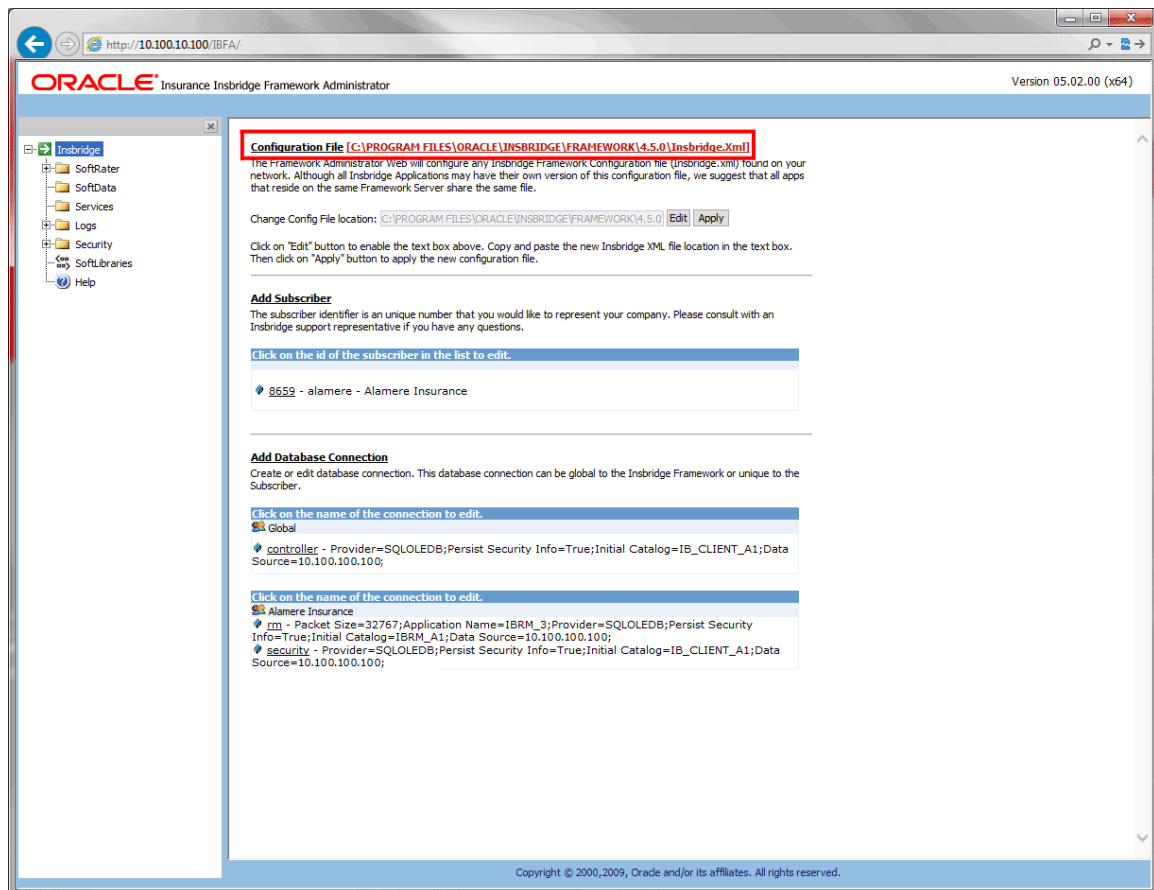 http://10.100.10.100/IBFA/
ORACLE® Insurance Insbridge Framework Administrator
Version 05.02.00 (x64)
Insbridge
SoftRater
SoftData
Services
Logs
Security
SoftLibraries
Help
Configuration File [C:\PROGRAM FILES\ORACLE\INSBRIDGE\FRAMEWORK\4.5.0\Insbridge.Xml]
The Framework Administrator Web will configure any Insbridge Framework Configuration file (Insbridge.xml) found on your
network. Although all Insbridge Applications may have their own version of this configuration file, we suggest that all apps
that reside on the same Framework Server share the same file.
Change Config File location: C:\PROGRAM FILES\ORACLE\INSBRIDGE\FRAMEWORK\4.5.0 Edit Apply
Click on "Edit" button to enable the text box above. Copy and paste the new Insbridge XML file location in the text box.
Then click on "Apply" button to apply the new configuration file.
Add Subscriber
The subscriber identifier is an unique number that you would like to represent your company. Please consult with an
Insbridge support representative if you have any questions.
Click on the id of the subscriber in the list to edit.
8659 - alamere - Alamere Insurance
Add Database Connection
Create or edit database connection. This database connection can be global to the Insbridge Framework or unique to the
Subscriber.
Click on the name of the connection to edit.
Global
controller - Provider=SQLOLEDB;Persist Security Info=True;Initial Catalog=IB_CLIENT_A1;Data
Source=10.100.100.100;
Click on the name of the connection to edit.
Alamere Insurance
rm - Packet Size=32767;Application Name=IBRM_3;Provider=SQLOLEDB;Persist Security
Info=True;Initial Catalog=IBRM_A1;Data Source=10.100.100.100;
security - Provider=SQLOLEDB;Persist Security Info=True;Initial Catalog=IB_CLIENT_A1;Data
Source=10.100.100.100;
Copyright © 2000,2009, Oracle and/or its affiliates. All rights reserved.